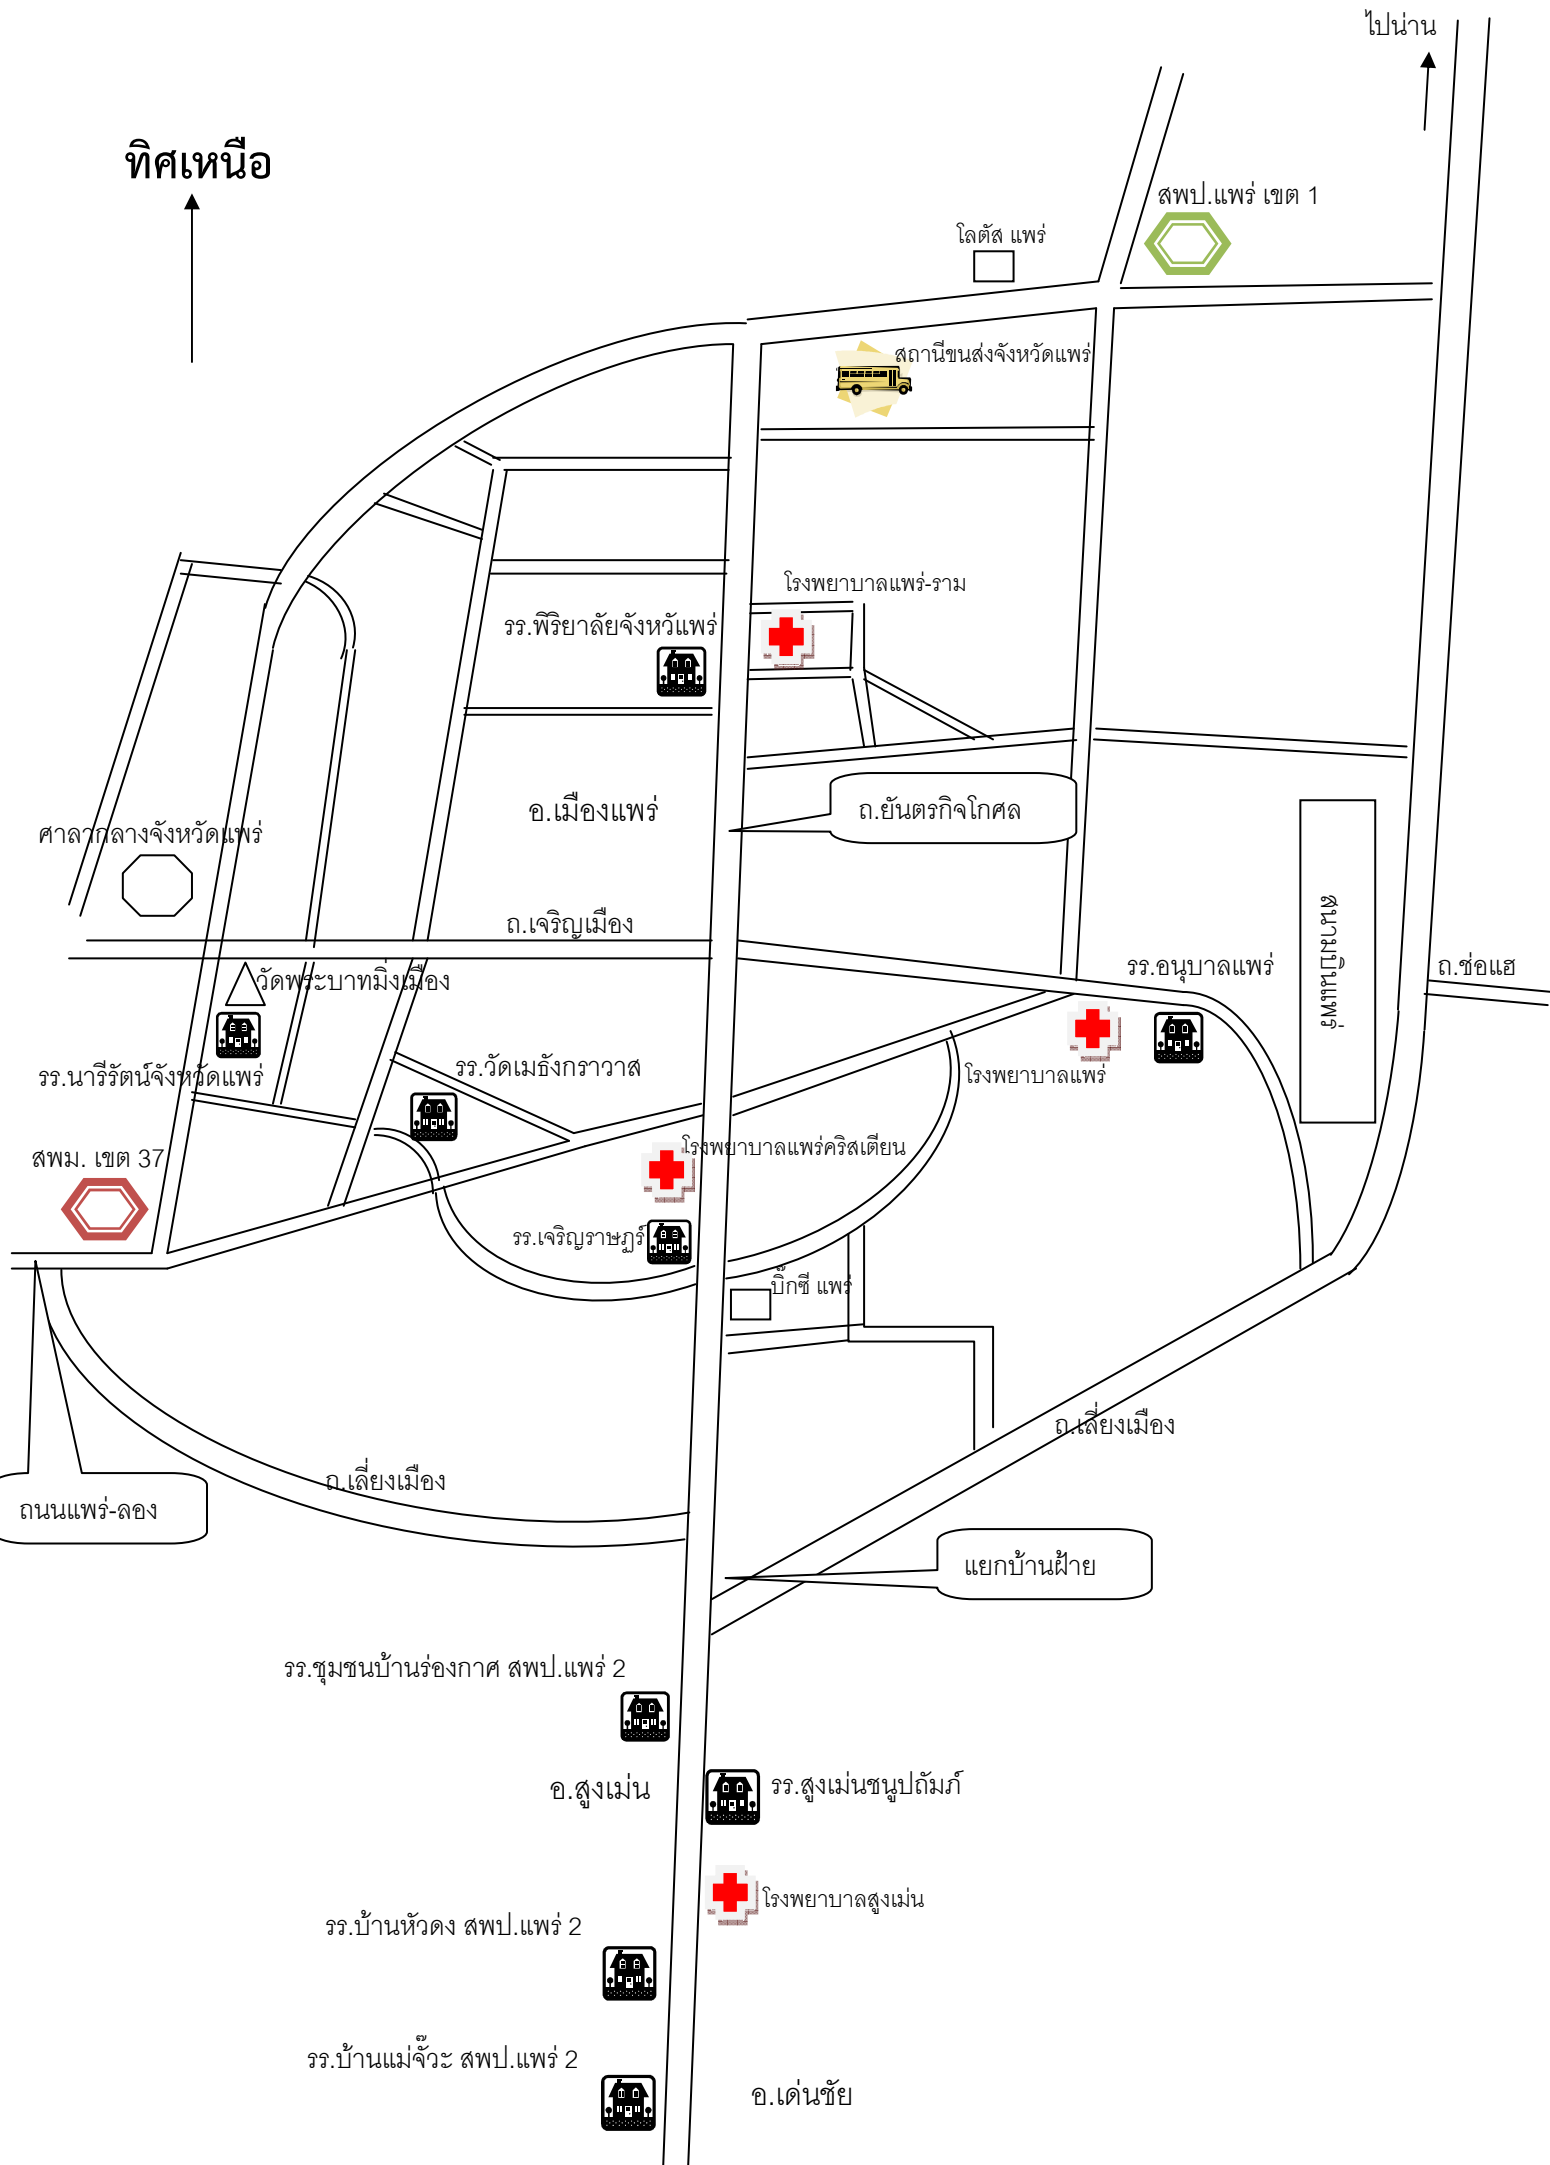 ไปน่าน
ทิศเหนือ
สพป.แพร่ เขต 1
โลตัส แพร่
สถานีขนส่งจังหวัดแพร่
โรงพยาบาลแพร่-ราม
รร.พิริยาลัยจังหวัแพร่
อ.เมืองแพร่
ถ.ยันตรกิจโกศล
ศาลากลางจังหวัดแพร่
ถ.เจริญเมือง
สนามบินแพร่
รร.อนุบาลแพร่
ถ.ช่อแฮ
วัดพระบาทมิ่งเมือง
รร.นารีรัตน์จังหวัดแพร่
รร.วัดเมธังกราวาส
โรงพยาบาลแพร่
โรงพยาบาลแพร่คริสเตียน
สพม. เขต 37
รร.เจริญราษฎร์
บิ๊กซี แพร่
ถ.เลี่ยงเมือง
ถ.เลี่ยงเมือง
ถนนแพร่-ลอง
แยกบ้านฝ้าย
รร.ชุมชนบ้านร่องกาศ สพป.แพร่ 2
อ.สูงเม่น
รร.สูงเม่นชนูปถัมภ์
โรงพยาบาลสูงเม่น
รร.บ้านหัวดง สพป.แพร่ 2
รร.บ้านแม่จั๊วะ สพป.แพร่ 2
อ.เด่นชัย